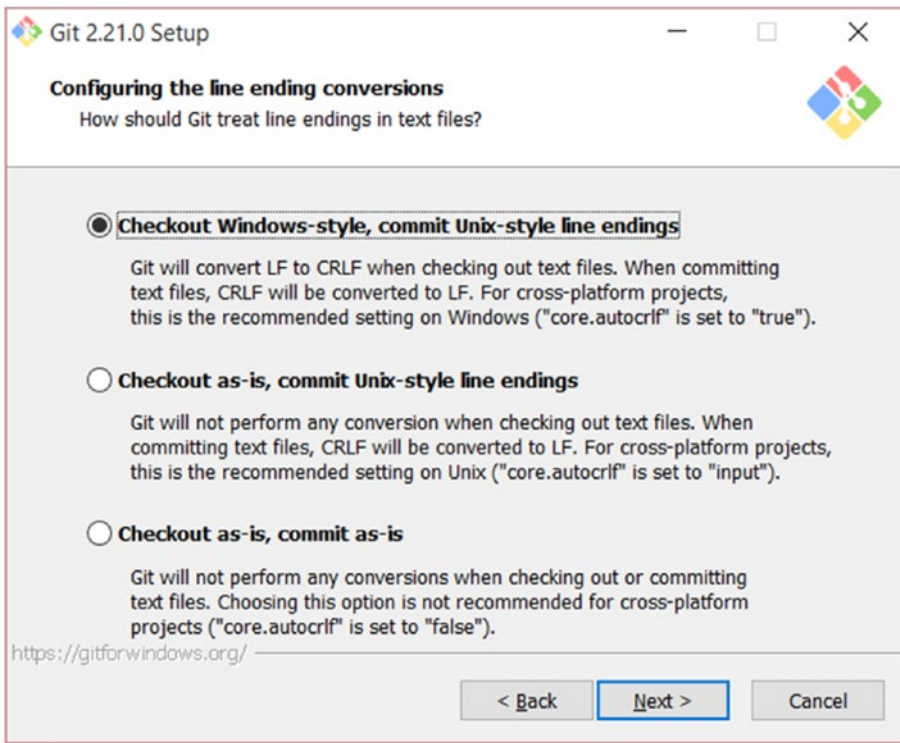 Git 2.21.0 Setup
Configuring the line ending conversions
How should Git treat line endings in text files?
Checkout Windows-style, commit Unix-style line endings
Git will convert LF to CRLF when checking out text files. When committing
text files, CRLF will be converted to LF. For cross-platform projects,
this is the recommended setting on Windows ("core.autocrlf" is set to "true").
Checkout as-is, commit Unix-style line endings
Git will not perform any conversion when checking out text files. When
committing text files, CRLF will be converted to LF. For cross-platform projects,
this is the recommended setting on Unix ("core.autocrlf" is set to "input").
Checkout as-is, commit as-is
Git will not perform any conversions when checking out or committing
text files. Choosing this option is not recommended for cross-platform
projects ("core.autocrlf" is set to "false").
https://gitforwindows.org/
< Back Next > Cancel